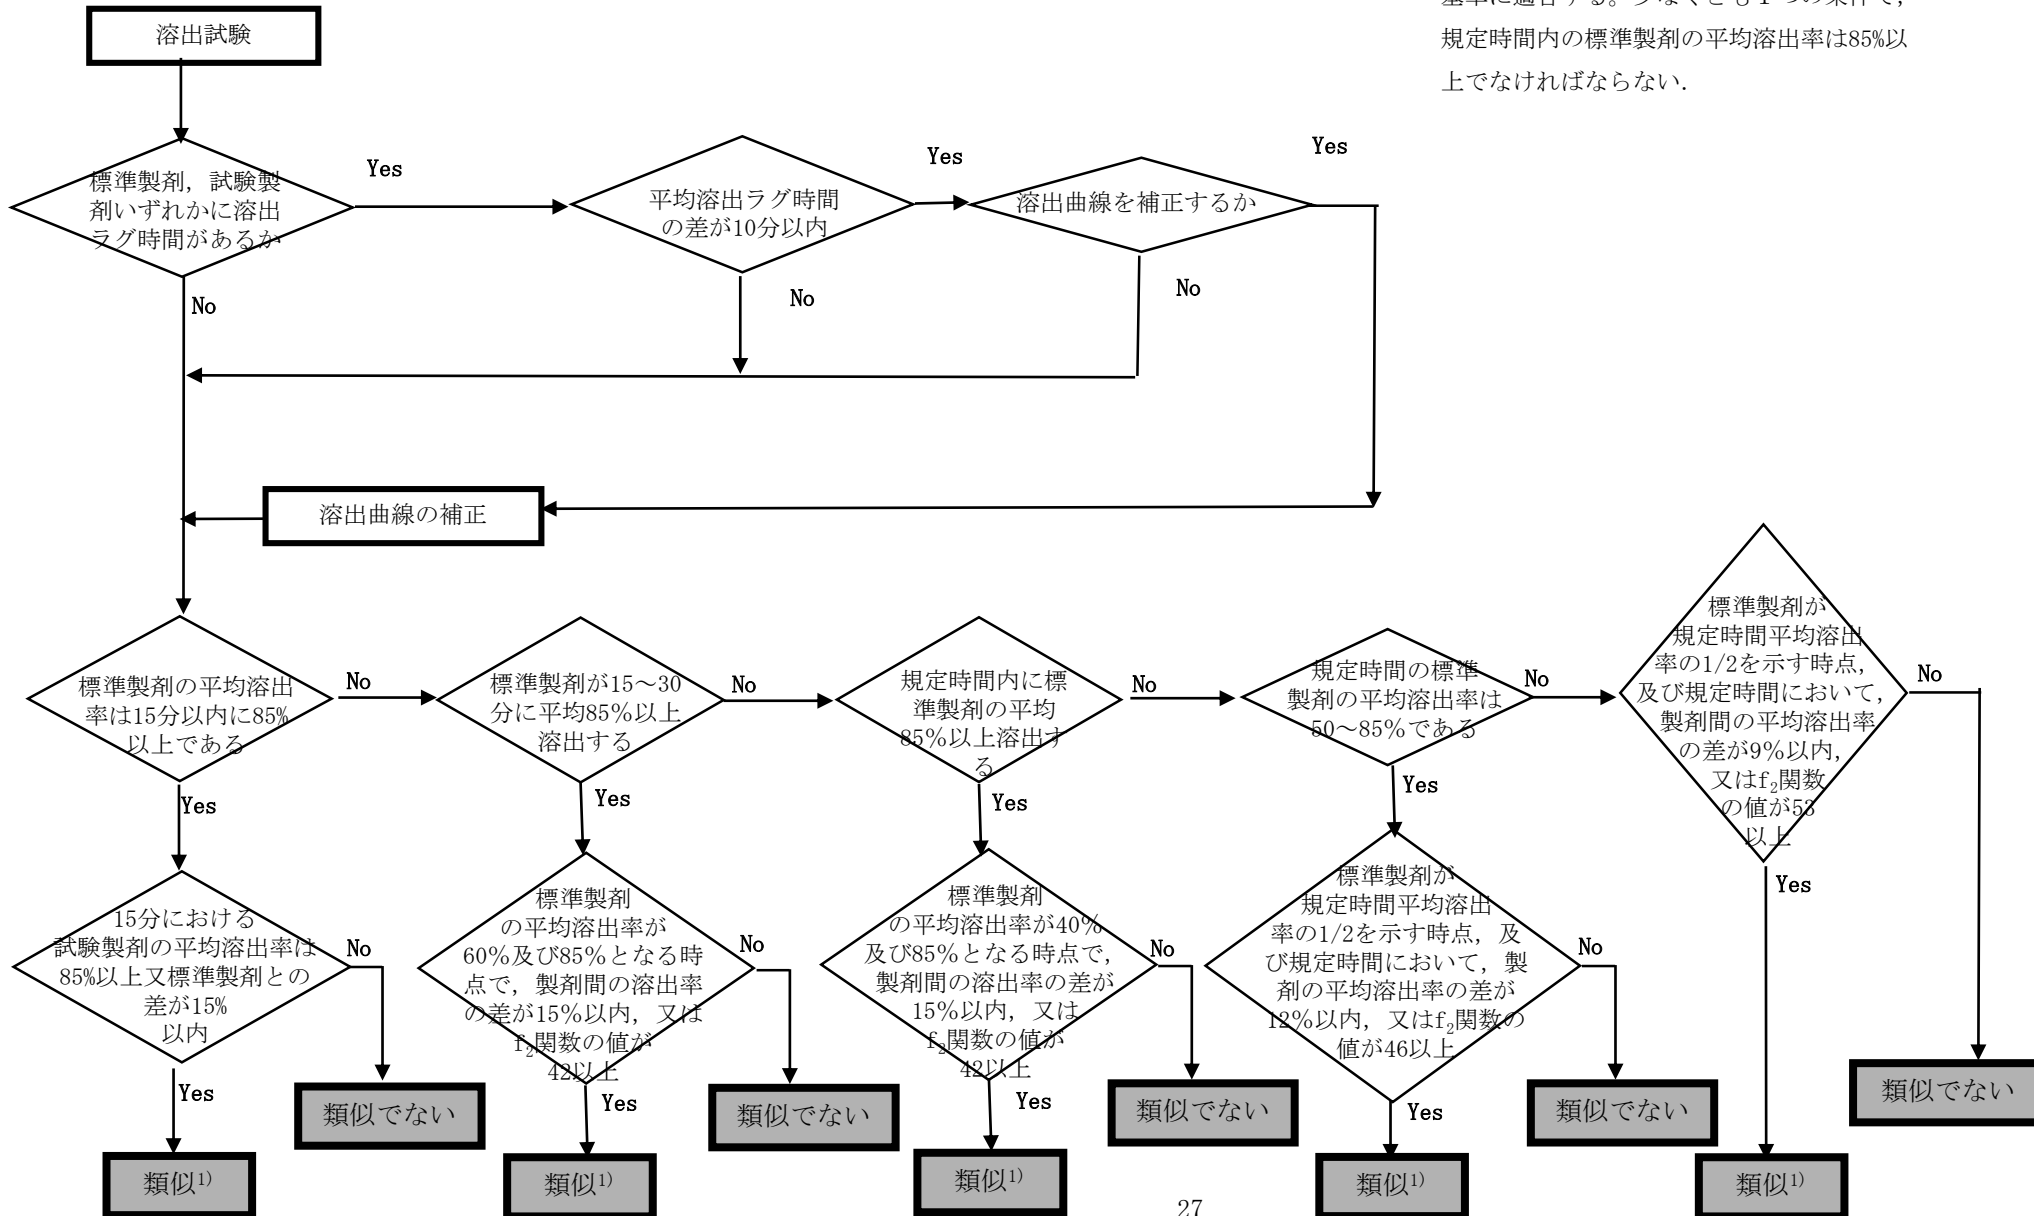 基準に適合する。少なくとも１つの条件で,
規定時間内の標準製剤の平均溶出率は85%以
上でなければならない.
溶出試験
標準製剤, 試験製
剤いずれかに溶出
ラグ時間があるか
Yes
No
平均溶出ラグ時間
の差が10分以内
Yes
No
溶出曲線を補正するか
Yes
No
溶出曲線の補正
標準製剤の平均溶出
率は15分以内に85%
以上である
No
Yes
標準製剤が15～30
分に平均85%以上
溶出する
No
Yes
規定時間内に標
準製剤の平均
85%以上溶出す
る
No
Yes
規定時間の標準
製剤の平均溶出率は
50～85%である
No
Yes
標準製剤が
規定時間平均溶出
率の1/2を示す時点,
及び規定時間において,
製剤間の平均溶出率
の差が9%以内,
又はf₂関数
の値が53
以上
No
Yes
15分における
試験製剤の平均溶出率は
85%以上又標準製剤との
差が15%
以内
No
Yes
標準製剤
の平均溶出率が
60%及び85%となる時
点で, 製剤間の溶出率
の差が15%以内, 又は
f₂関数の値が
42以上
No
Yes
標準製剤
の平均溶出率が40%
及び85%となる時点で,
製剤間の溶出率の差が
15%以内, 又は
f₂関数の値が
42以上
No
Yes
標準製剤が
規定時間平均溶出
率の1/2を示す時点, 及
び規定時間において, 製
剤の平均溶出率の差が
12%以内, 又はf₂関数の
値が46以上
No
Yes
類似でない
類似でない
類似でない
類似でない
類似でない
類似1)
類似1)
類似1)
類似1)
類似1)
27